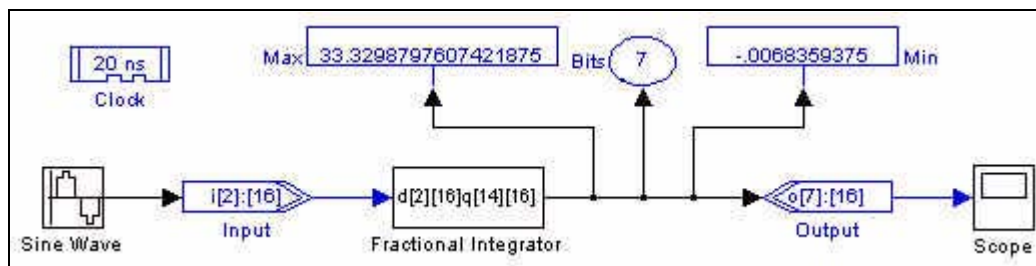 20 ns
Clock
Max 33.3298797607421875
Bits 7
-.0068359375 Min
Sine Wave
i[2]:[16]
Input
d[2][16]q[14][16]
Fractional Integrator
o[7]:[16]
Output
Scope